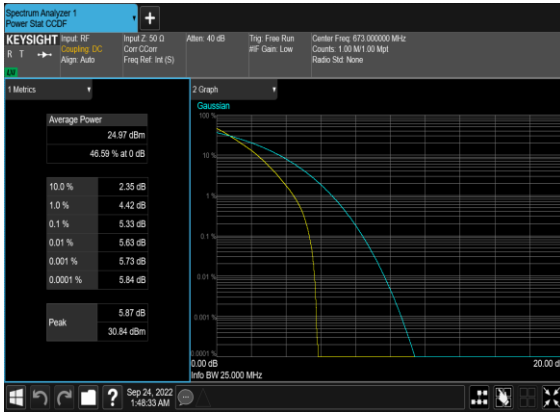 Spectrum Analyzer 1
Power Stat CCDF
KEYSIGHT
R T
LXI
Input: RF
Coupling: DC
Align: Auto
Input Z: 50 Ω
Corr CCorr
Freq Ref: Int (S)
Atten: 40 dB
Trig: Free Run
#IF Gain: Low
Center Freq: 673.000000 MHz
Counts: 1.00 M/1.00 Mpt
Radio Std: None
1 Metrics
Average Power
24.97 dBm
46.59 % at 0 dB
10.0 % 2.35 dB
1.0 % 4.42 dB
0.1 % 5.33 dB
0.01 % 5.63 dB
0.001 % 5.73 dB
0.0001 % 5.84 dB
Peak
5.87 dB
30.84 dBm
2 Graph
Gaussian
100 %
10 %
1 %
0.1 %
0.01 %
0.001 %
0.0001 %
0.00 dB
20.00 d
Info BW 25.000 MHz
?
Sep 24, 2022
1:48:33 AM